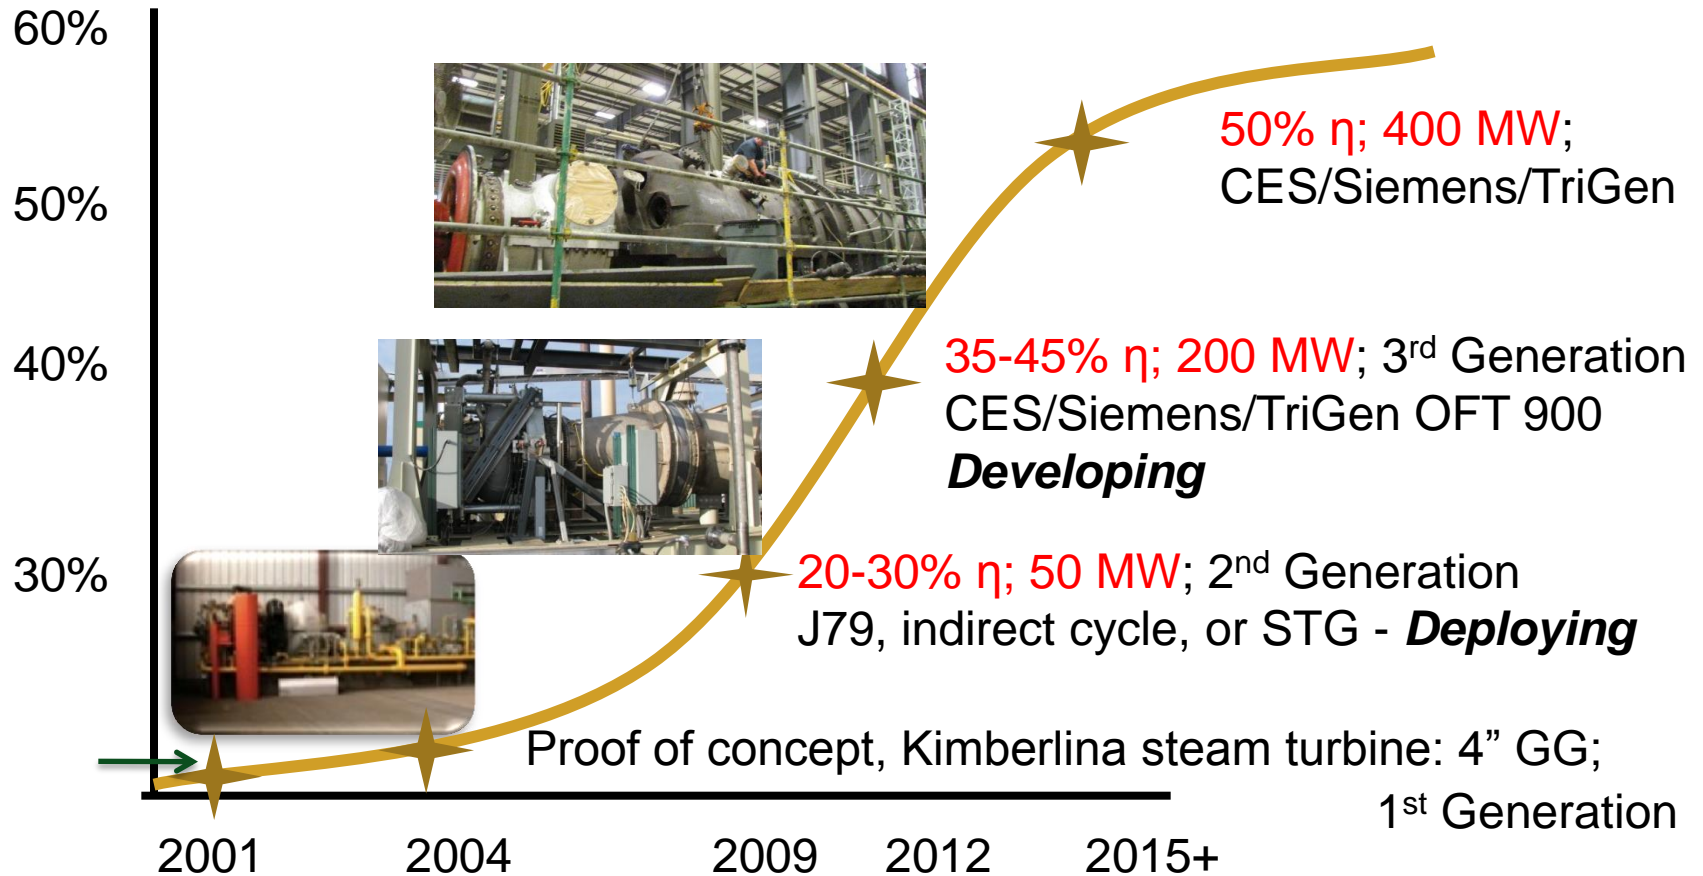 60%
50%
40%
30%
50% η; 400 MW;
CES/Siemens/TriGen
35-45% η; 200 MW; 3rd Generation
CES/Siemens/TriGen OFT 900
Developing
20-30% η; 50 MW; 2nd Generation
J79, indirect cycle, or STG - Deploying
Proof of concept, Kimberlina steam turbine: 4” GG;
1st Generation
2001 2004 2009 2012 2015+